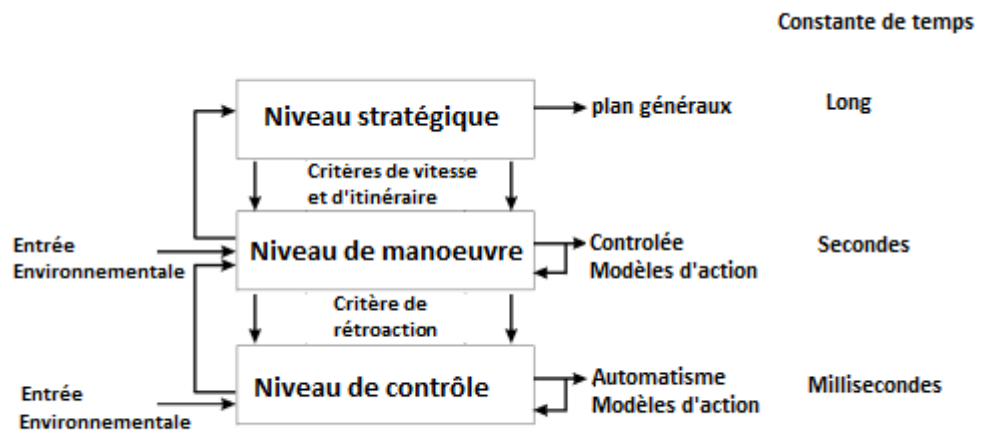 Constante de temps
Niveau stratégique
plan généraux
Long
Critères de vitesse
et d'itinéraire
Entrée
Environnementale
Niveau de manoeuvre
Controlée
Modèles d'action
Secondes
Critère de
rétroaction
Entrée
Environnementale
Niveau de contrôle
Automatisme
Modèles d'action
Millisecondes